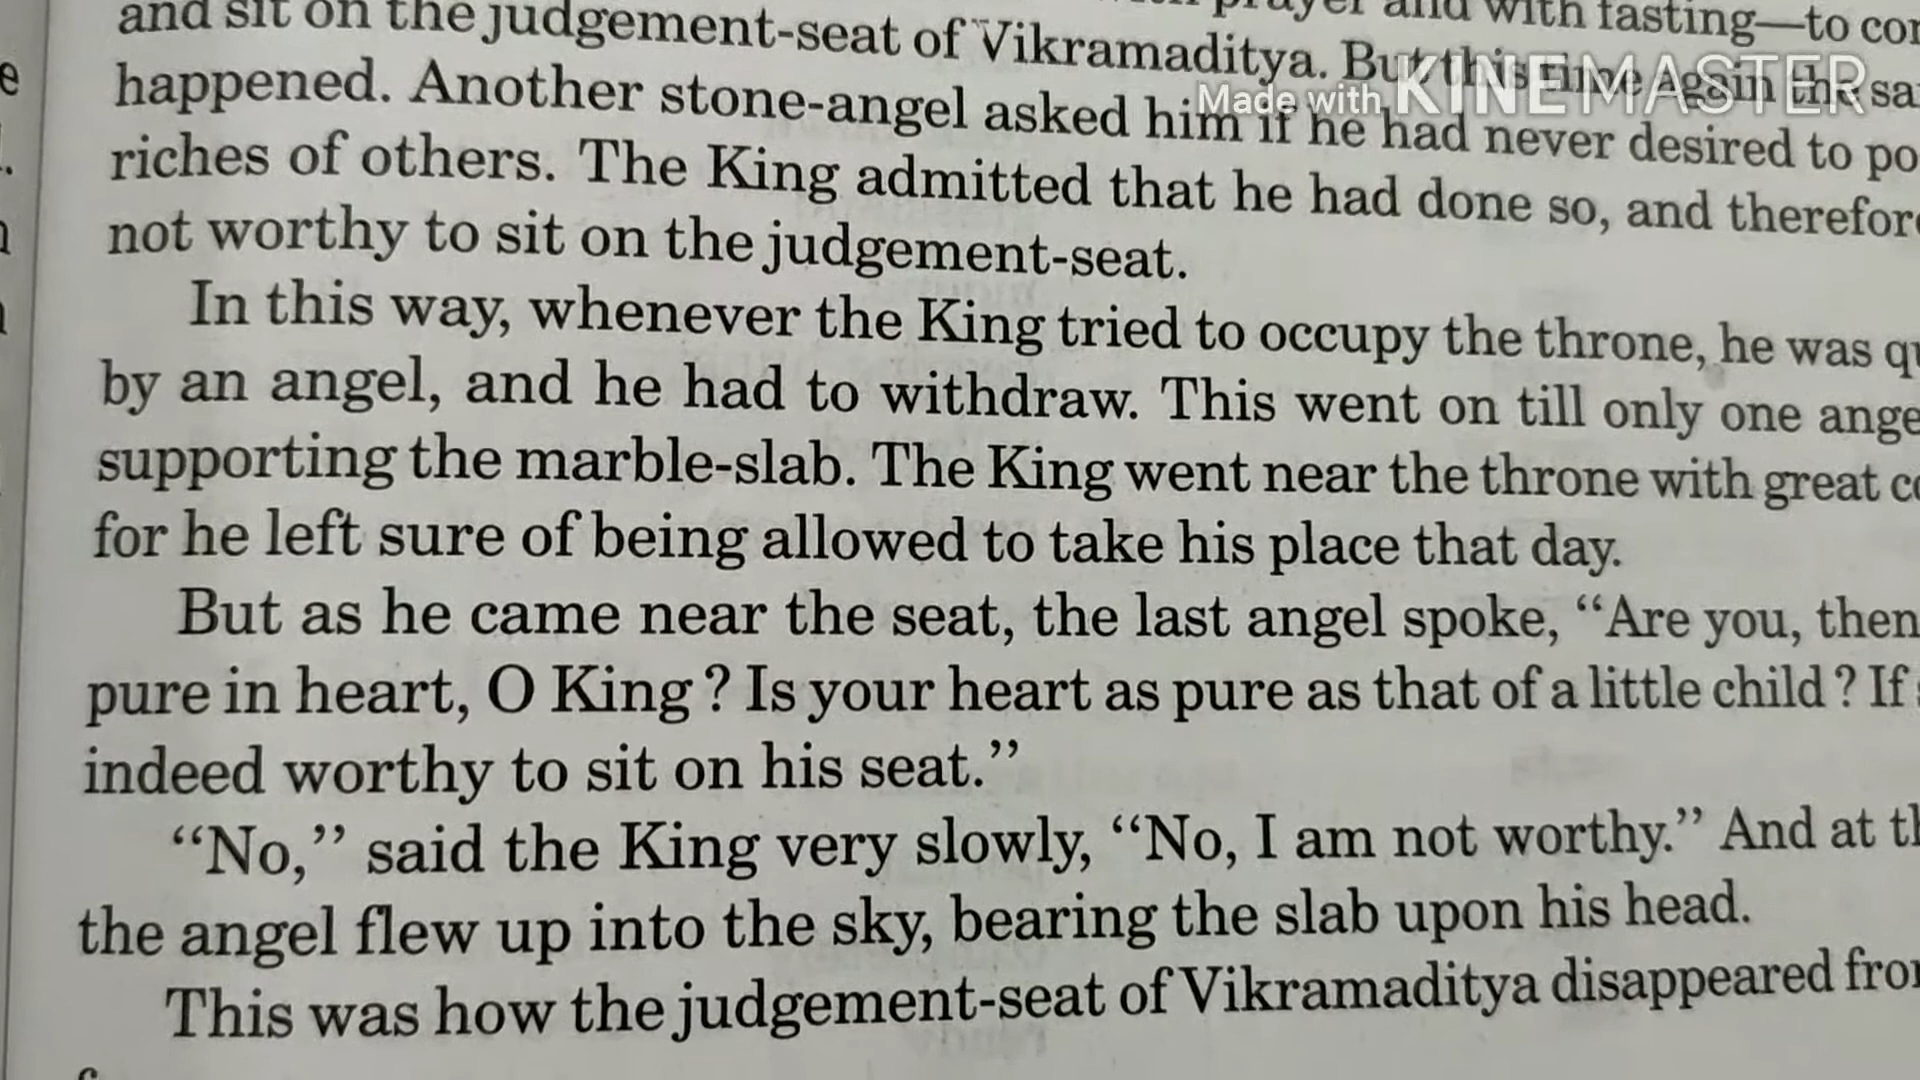 and sit on the judgement-seat of Vikramaditya. But this time again the
happened. Another stone-angel asked him if he had never desired to
riches of others. The King admitted that he had done so, and
not worthy to sit on the judgement-seat.
In this way, whenever the King tried to occupy the throne, he was
by an angel, and he had to withdraw. This went on till only one
supporting the marble-slab. The King went near the throne with great
for he left sure of being allowed to take his place that day.
But as he came near the seat, the last angel spoke, “Are you, then
pure in heart, O King? Is your heart as pure as that of a little child? If
indeed worthy to sit on his seat.”
“No,” said the King very slowly, “No, I am not worthy.” And at
the angel flew up into the sky, bearing the slab upon his head.
This was how the judgement-seat of Vikramaditya disappeared
Made with KINEMASTER